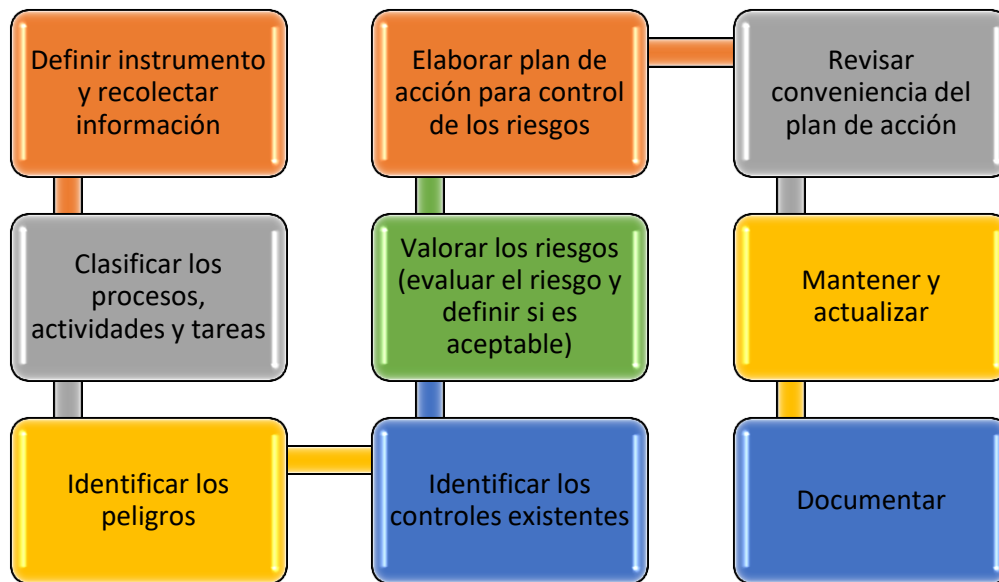 Definir instrumento
y recolectar
información
Clasificar los
procesos,
actividades y tareas
Identificar los
peligros
Identificar los
controles existentes
Valorar los riesgos
(evaluar el riesgo y
definir si es
aceptable)
Elaborar plan de
acción para control
de los riesgos
Revisar
conveniencia del
plan de acción
Mantener y
actualizar
Documentar